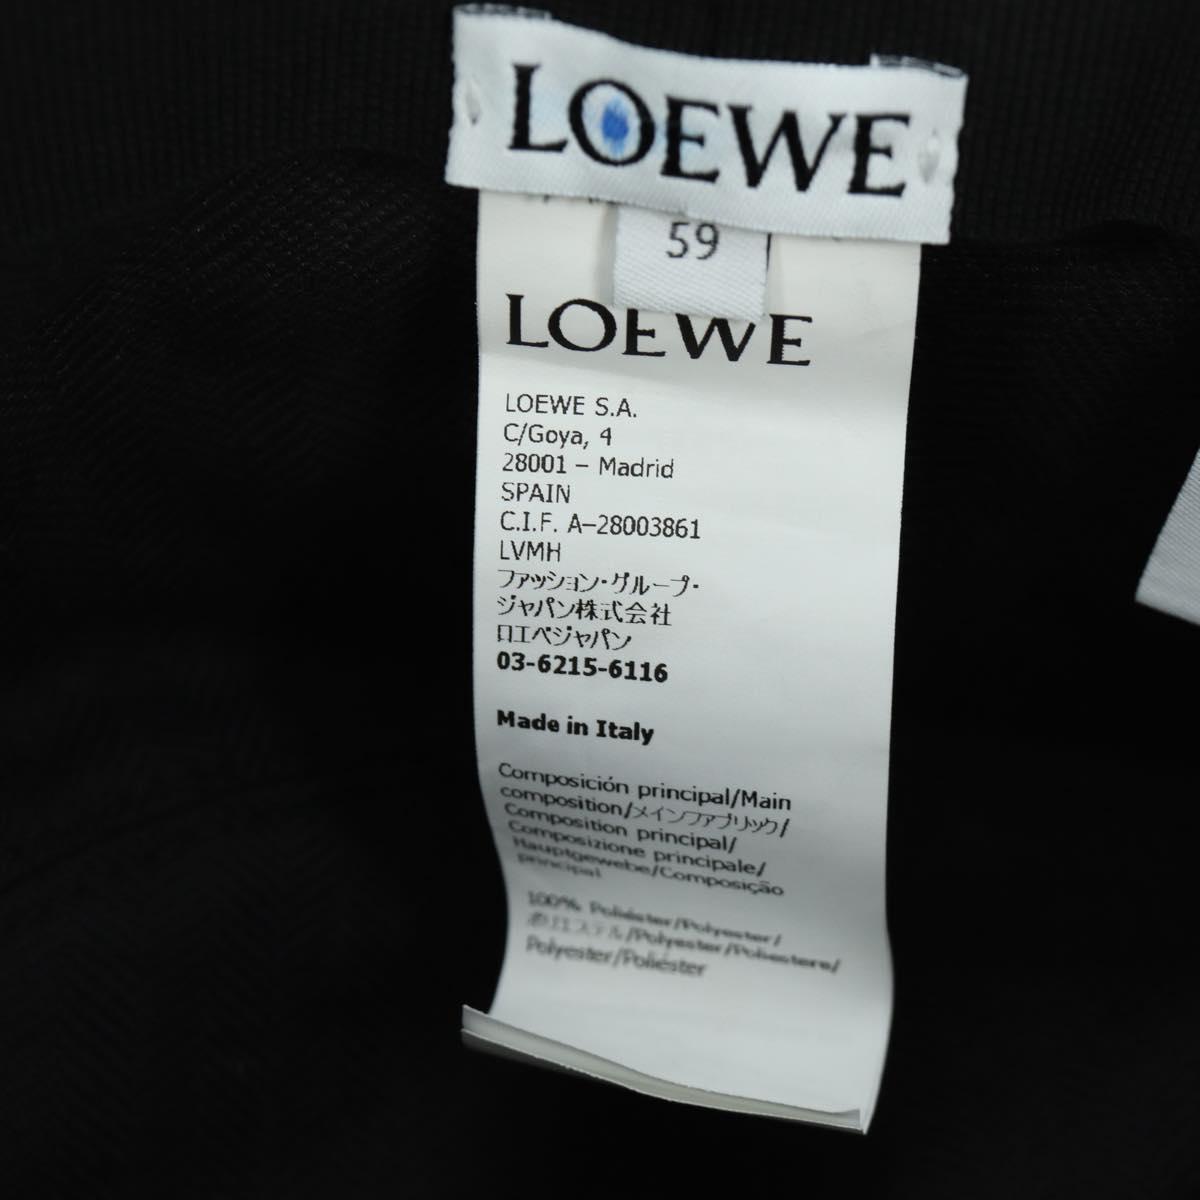 LOEWE
59
LOEWE
LOEWE S.A.
C/Goya, 4
28001 – Madrid
SPAIN
C.I.F. A–28003861
LVMH
ファッション・グループ・
ジャパン株式会社
ロエベジャパン
03-6215-6116
Made in Italy
Composición principal/Main
composition/メインファブリック/
Composition principal/
Composizione principale/
Hauptgewebe/Composição
principal
100% Poliéster/Polyester/
ポリエステル/Polyester/Poliestere/
Polyester/Poliéster